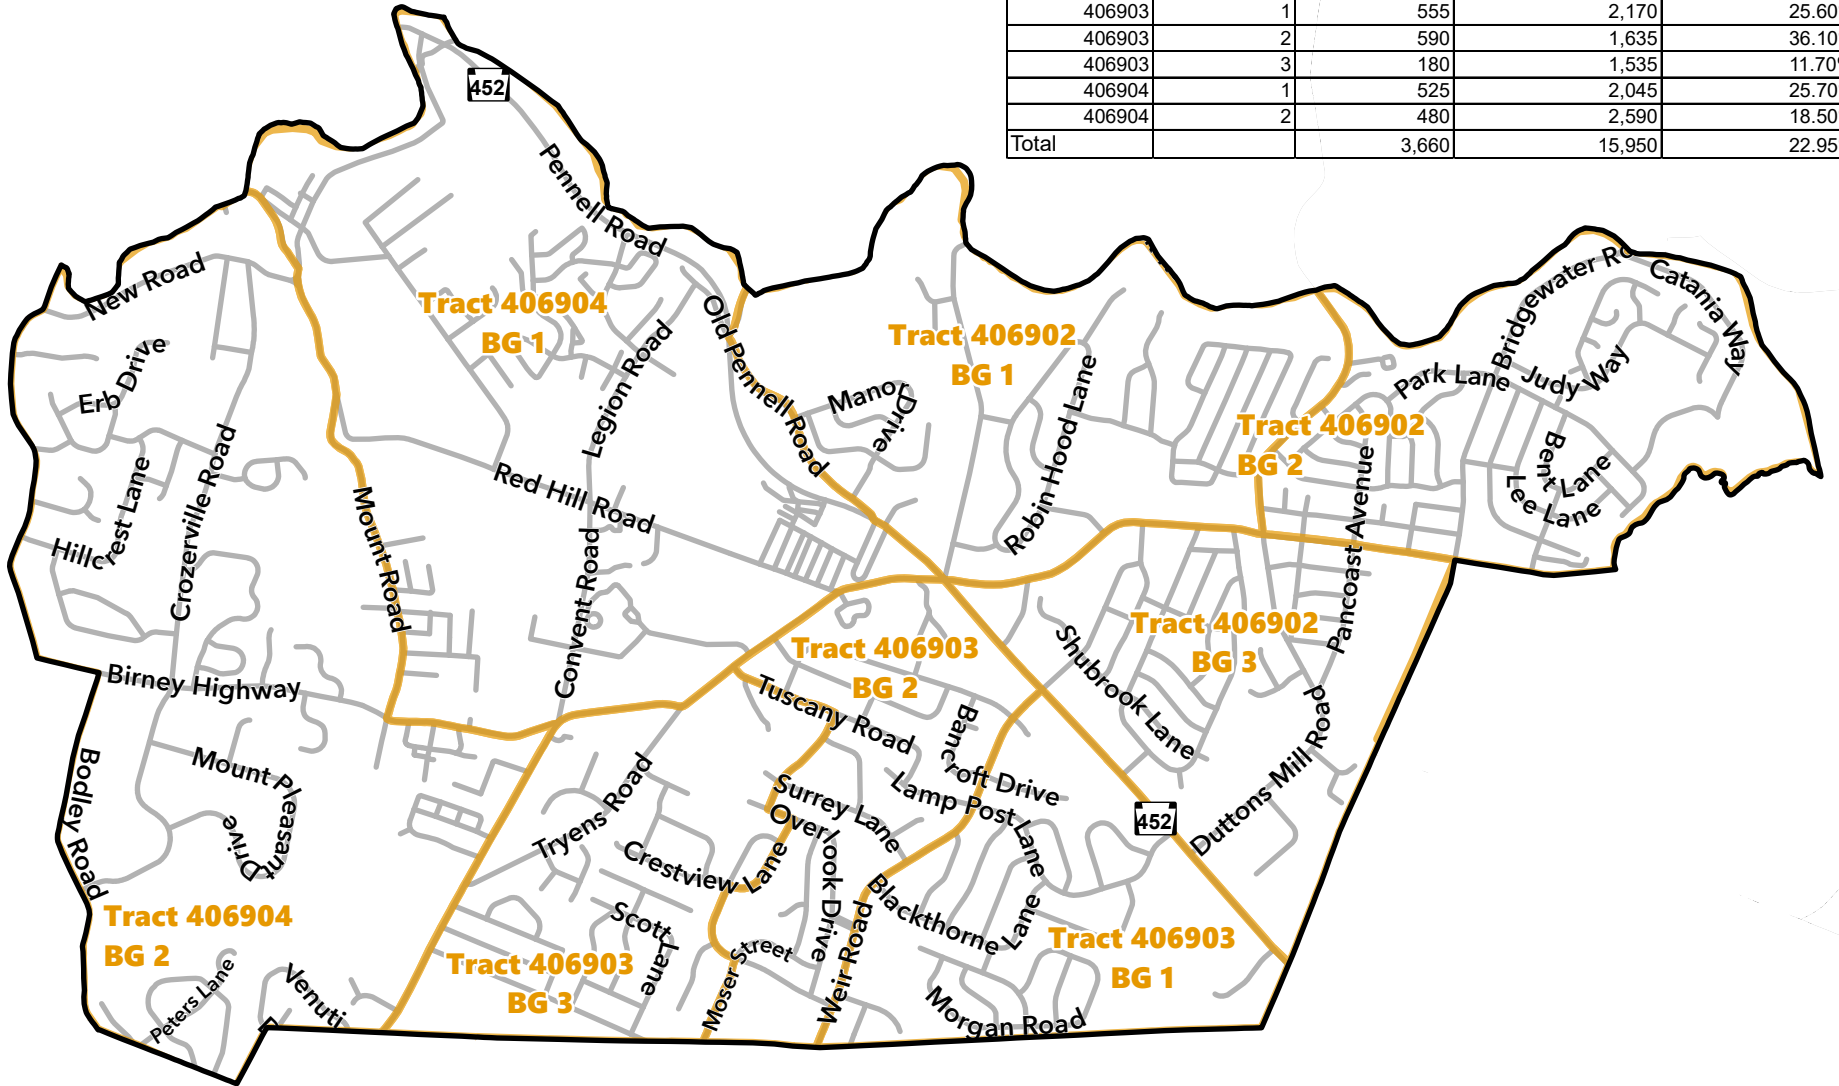 406903 1 555 2,170 25.60
406903 2 590 1,635 36.10
406903 3 180 1,535 11.70
406904 1 525 2,045 25.70
406904 2 480 2,590 18.50
Total 3,660 15,950 22.95
452
Pennell Road
New Road
Tract 406904
BG 1
Old Pennell Road
Legion Road
Erb Drive
Manor Drive
Tract 406902
BG 1
Robin Hood Lane
Bridgewater Ro
Catania Way
Park Lane
Judy Way
Tract 406902
BG 2
Bent Lane
Lee Lane
Pancoast Avenue
Hillcrest Lane
Crozerville Road
Mount Road
Red Hill Road
Convent Road
Tract 406903
BG 2
Tract 406902
BG 3
Shubrook Lane
Birney Highway
Tuscany Road
Bancroft Drive
Duttons Mill Road
Bodley Road
Mount Pleasant Drive
Tryens Road
Surrey Lane
Lamp Post Lane
452
Overlook Drive
Crestview Lane
Blackthorne Lane
Tract 406904
BG 2
Scott Lane
Tract 406903
BG 3
Moser Street
Weir Road
Tract 406903
BG 1
Peters Lane
Venuti
Morgan Road